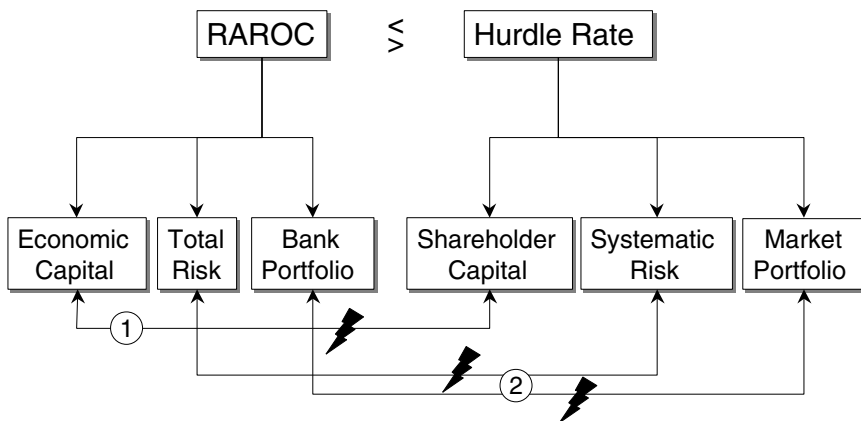 RAROC
<
>
Hurdle Rate
Economic
Capital
Total
Risk
Bank
Portfolio
Shareholder
Capital
Systematic
Risk
Market
Portfolio
1
2